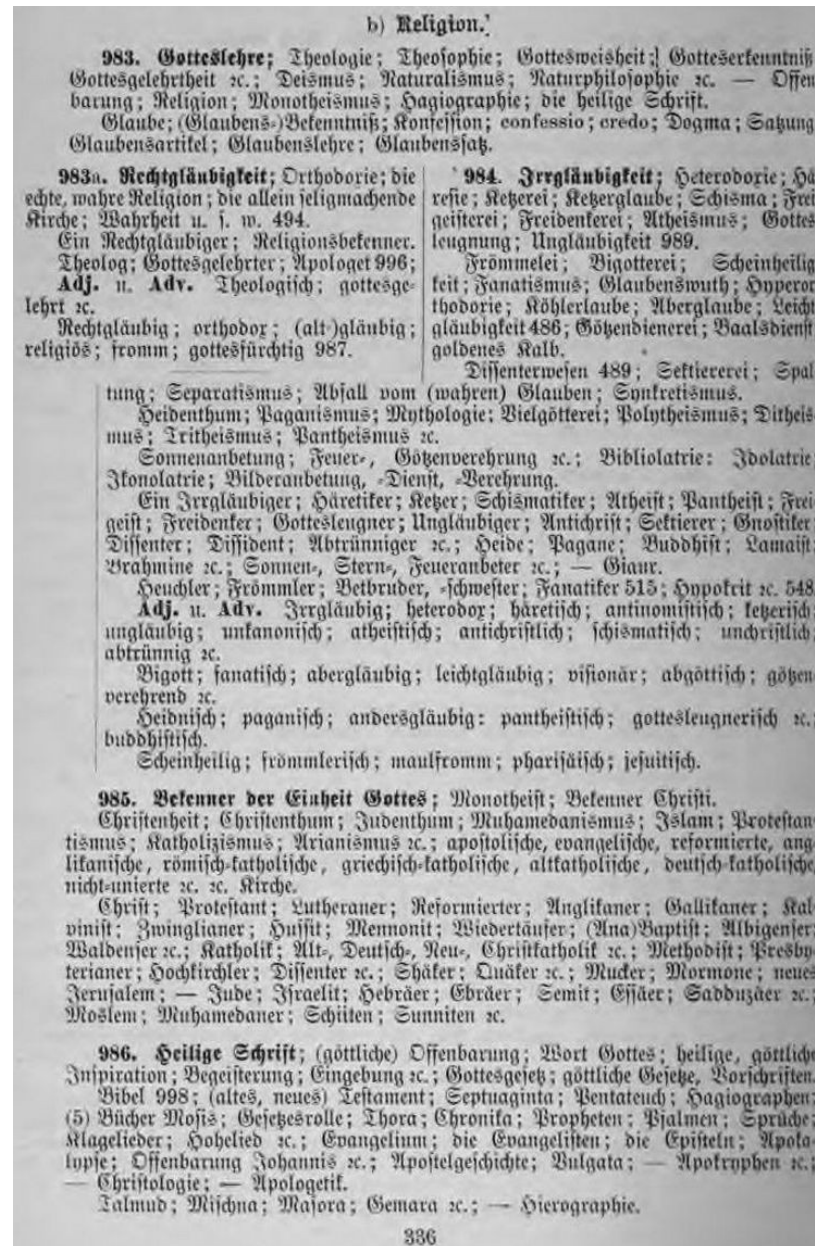 b) Religion.
983. Gotteslehre; Theologie; Theosophie; Gottesweisheit; Gotteserkenntniß
Gottesgelehrtheit ꝛc.; Deismus; Naturalismus; Naturphilosophie ꝛc. — Offen
barung; Religion; Monotheismus; Hagiographie; die heilige Schrift.
Glaube; (Glaubens-)Bekenntniß; Konfession; confessio; credo; Dogma; Satzung
Glaubensartikel; Glaubenslehre; Glaubenssatz.
983a. Rechtgläubigkeit; Orthodoxie; die
echte, wahre Religion; die allein seligmachende
Kirche; Wahrheit u. s. w. 494.
Ein Rechtgläubiger; Religionsbekenner.
Theolog; Gottesgelehrter; Apologet 996;
Adj. u. Adv. Theologisch; gottesge-
lehrt ꝛc.
Rechtgläubig; orthodox; (alt-)gläubig;
religiös; fromm; gottesfürchtig 987.
984. Irrgläubigkeit; Heterodoxie; Hä
resie; Ketzerei; Ketzerglaube; Schisma; Frei
geisterei; Freidenkerei; Atheismus; Gottes
leugnung; Ungläubigkeit 989.
Frömmelei; Bigotterei; Scheinheilig
keit; Fanatismus; Glaubenswuth; Hyperor
thodorie; Köhlerlaube; Aberglaube; Leicht
gläubigkeit 486; Götzendienerei; Baalsdienst
goldenes Kalb.
Dissenterwesen 489; Sektiererei; Spal
tung; Separatismus; Abfall vom (wahren) Glauben; Synkretismus.
Heidenthum; Paganismus; Mythologie; Vielgötterei; Polytheismus; Ditheis
mus; Tritheismus; Pantheismus ꝛc.
Sonnenanbetung; Feuer-, Götzenverehrung ꝛc.; Bibliolatrie: Idolatrie
Ikonolatrie; Bilderanbetung, -Dienst, -Verehrung.
Ein Irrgläubiger; Häretiker; Ketzer; Schismatiker; Atheist; Pantheist; Frei
geist; Freidenker; Gottesleugner; Ungläubiger; Antichrist; Sektierer; Gnostiker
Dissenter; Dissident; Abtrünniger ꝛc.; Heide; Pagane; Buddhist; Lamaist
Brahmine ꝛc.; Sonnen-, Stern-, Feueranbeter ꝛc.; — Giaur.
Heuchler; Frömmler; Betbruder, -schwester; Fanatiker 515; Hypokrit ꝛc. 548
Adj. u. Adv. Irrgläubig; heterodox; häretisch; antinomistisch; ketzerisch
ungläubig; unkanonisch; atheistisch; antichristlich; schismatisch; unchristlich
abtrünnig ꝛc.
Bigott; fanatisch; abergläubig; leichtgläubig; visionär; abgöttisch; götzen
verehrend ꝛc.
Heidnisch; paganisch; andersgläubig: pantheistisch; gottesleugnerisch ꝛc.
buddhistisch.
Scheinheilig; frömmlerisch; maulfromm; pharisäisch; jesuitisch.
985. Bekenner der Einheit Gottes; Monotheist; Bekenner Christi.
Christenheit; Christenthum; Judenthum; Muhamedanismus; Islam; Protestan
tismus; Katholizismus; Arianismus ꝛc.; apostolische, evangelische, reformierte, ang
likanische, römisch-katholische, griechisch-katholische, altkatholische, deutsch-katholische
nicht-unierte ꝛc. ꝛc. Kirche.
Christ; Protestant; Lutheraner; Reformierter; Anglikaner; Gallikaner; Kal
vinist; Zwinglianer; Hussit; Mennonit; Wiedertäufer; (Ana)Baptist; Albigenser
Waldenser ꝛc.; Katholik; Alt-, Deutsch-, Neu-, Christkatholik ꝛc.; Methodist; Presby
terianer; Hochkirchler; Dissenter ꝛc.; Shäker; Quäker ꝛc.; Mucker; Mormone; neues
Jerusalem; — Jude; Israelit; Hebräer; Ebräer; Semit; Essäer; Sadduzäer ꝛc.;
Moslem; Muhamedaner; Schiiten; Sunniten ꝛc.
986. Heilige Schrift; (göttliche) Offenbarung; Wort Gottes; heilige, göttliche
Inspiration; Begeisterung; Eingebung ꝛc.; Gottesgesetz; göttliche Gesetze, Vorschriften.
Bibel 998; (altes, neues) Testament; Septuaginta; Pentateuch; Hagiographen;
(5) Bücher Mosis; Gesetzesrolle; Thora; Chronika; Propheten; Psalmen; Sprüche;
Klagelieder; Hohelied ꝛc.; Evangelium; die Evangelisten; die Episteln; Apoka
lypse; Offenbarung Johannis ꝛc.; Apostelgeschichte; Vulgata; — Apokryphen ꝛc.;
— Christologie; — Apologetik.
Talmud; Mischna; Masora; Gemara ꝛc.; — Hierographie.
336